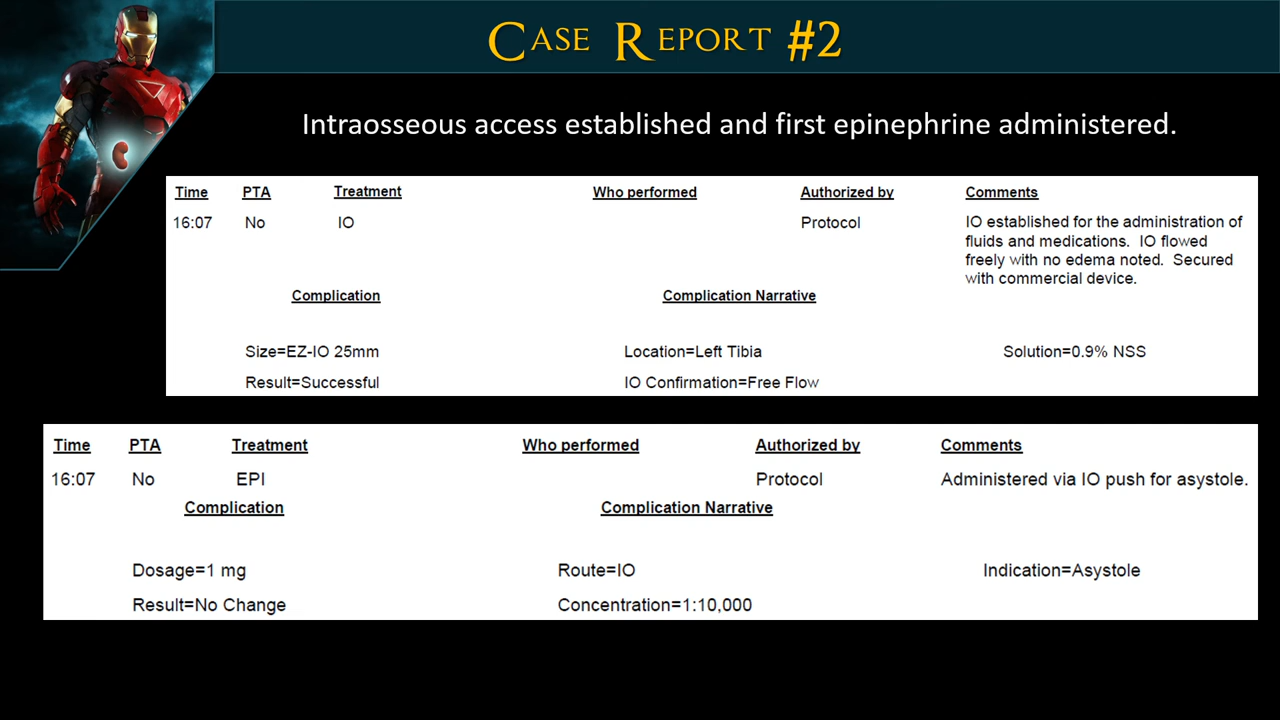 CASE REPORT #2
Intraosseous access established and first epinephrine administered.
Time PTA Treatment Who performed Authorized by Comments
16:07 No IO Protocol IO established for the administration of
fluids and medications. IO flowed
freely with no edema noted. Secured
with commercial device.
Complication Complication Narrative
Size=EZ-IO 25mm Location=Left Tibia Solution=0.9% NSS
Result=Successful IO Confirmation=Free Flow
Time PTA Treatment Who performed Authorized by Comments
16:07 No EPI Protocol Administered via IO push for asystole.
Complication Complication Narrative
Dosage=1 mg Route=IO Indication=Asystole
Result=No Change Concentration=1:10,000